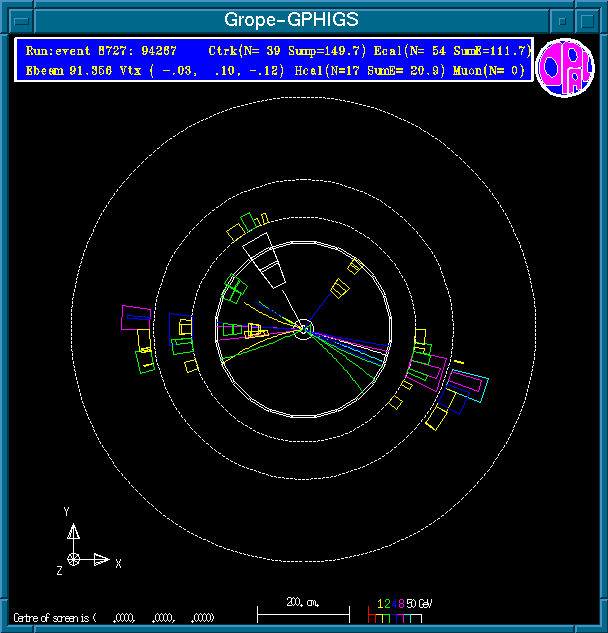 Grope-GPHIGS
Run:event 8727: 94267 Ctrk(N= 39 Sump=149.7) Ecal(N= 54 SumE=111.7)
Ebeam 91.356 Vtx ( -.03, .10, -.12) Hcal(N=17 SumE= 20.9) Muon(N= 0)
OPAL
Y
X
Z
200. cm.
1 2 4 8 50 GeV
Centre of screen is ( .0000, .0000, .0000)